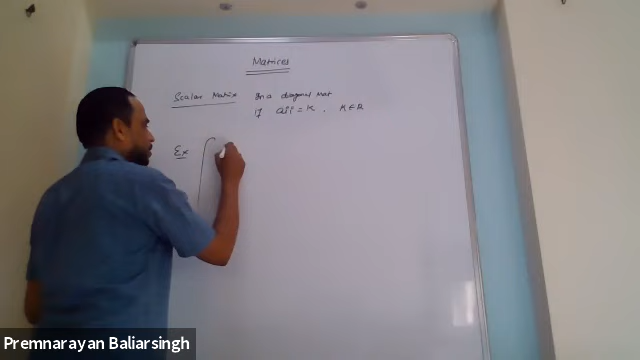 Matrices
Scalar Matrix In a diagonal Mat
If aii = K, K∈R
Ex
Premnarayan Baliarsingh